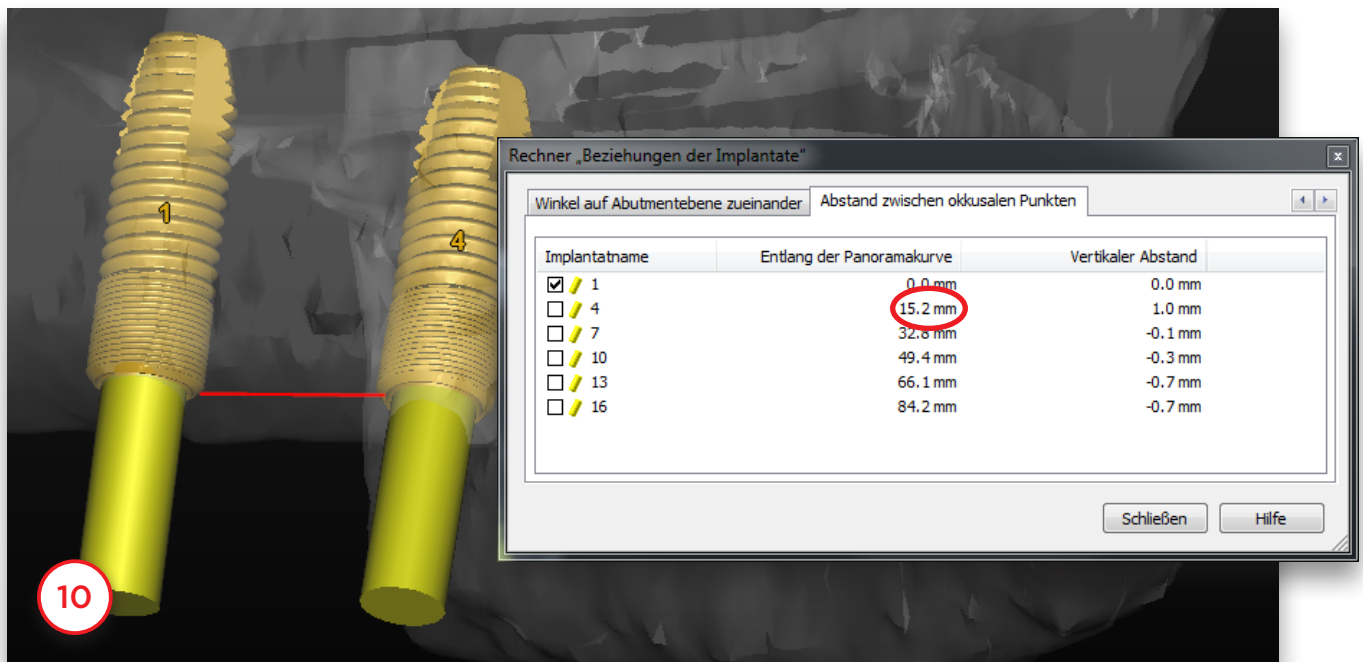 1
4
10
Rechner „Beziehungen der Implantate"
Winkel auf Abutmentebene zueinander Abstand zwischen okkusalen Punkten
Implantatname Entlang der Panoramakurve Vertikaler Abstand
1 0.0 mm 0.0 mm
4 15.2 mm 1.0 mm
7 32.8 mm -0.1 mm
10 49.4 mm -0.3 mm
13 66.1 mm -0.7 mm
16 84.2 mm -0.7 mm
Schließen Hilfe